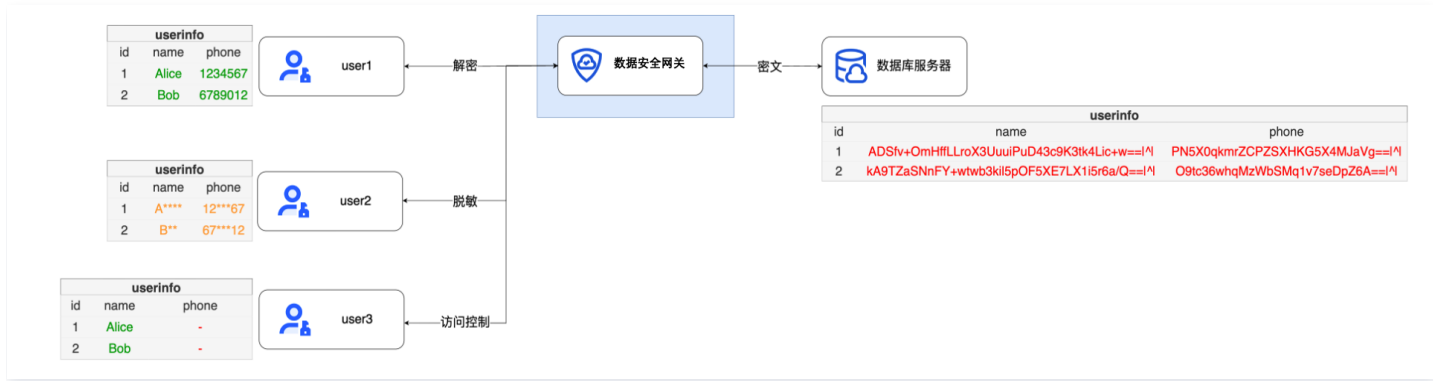 userinfo
id name phone
1 Alice 1234567
2 Bob 6789012
user1
解密
数据安全网关
密文
数据库服务器
userinfo
id name phone
1 ADSfv+OmHffLLroX3UuuiPuD43c9K3tk4Lic+w==|^| PN5X0qkmrZCPZSXHKG5X4MJaVg==|^|
2 kA9TZaSNnFY+wtwb3kil5pOF5XE7LX1i5r6a/Q==|^| O9tc36whqMzWbSMq1v7seDpZ6A==|^|
userinfo
id name phone
1 A**** 12***67
2 B** 67***12
user2
脱敏
userinfo
id name phone
1 Alice -
2 Bob -
user3
访问控制